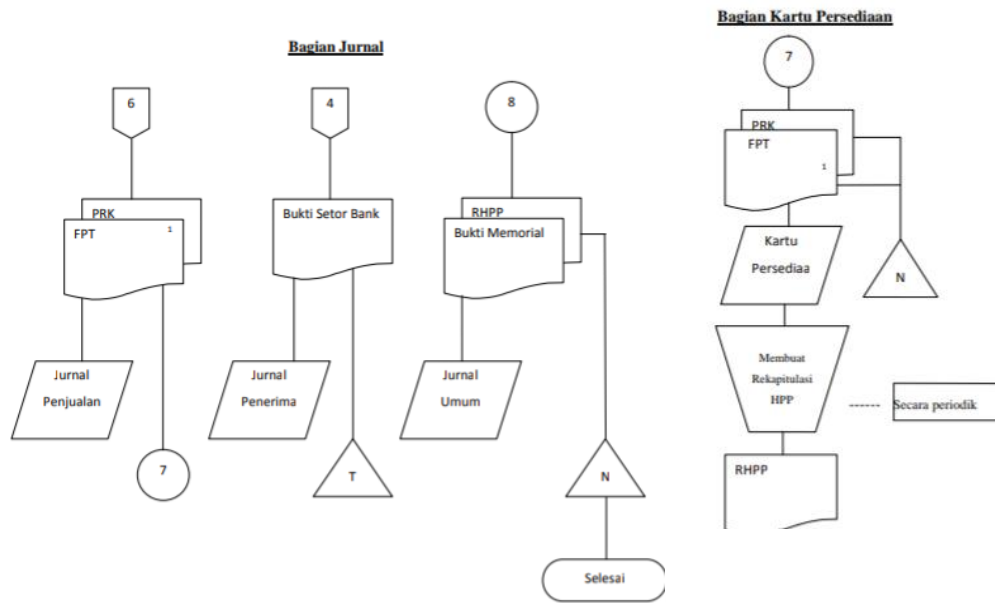 Bagian Jurnal
6
PRK
FPT
1
Jurnal
Penjualan
7
4
Bukti Setor Bank
Jurnal
Penerima
T
8
RHPP
Bukti Memorial
Jurnal
Umum
N
Selesai
Bagian Kartu Persediaan
7
PRK
FPT
1
Kartu
Persediaa
N
Membuat
Rekapitulasi
HPP
------ Secara periodik
RHPP